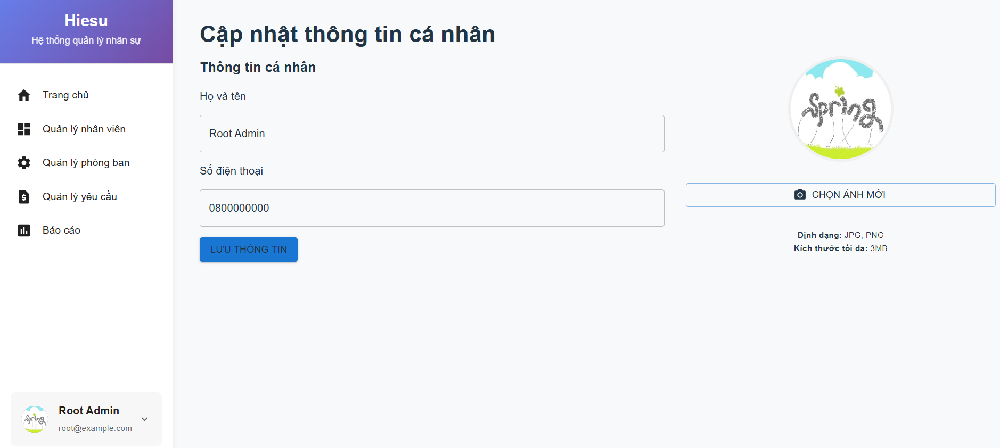 Hiesu
Hệ thống quản lý nhân sự
Trang chủ
Quản lý nhân viên
Quản lý phòng ban
Quản lý yêu cầu
Báo cáo
Root Admin
root@example.com
Cập nhật thông tin cá nhân
Thông tin cá nhân
Họ và tên
Root Admin
Số điện thoại
0800000000
LƯU THÔNG TIN
spring
CHỌN ẢNH MỚI
Định dạng: JPG, PNG
Kích thước tối đa: 3MB
spring